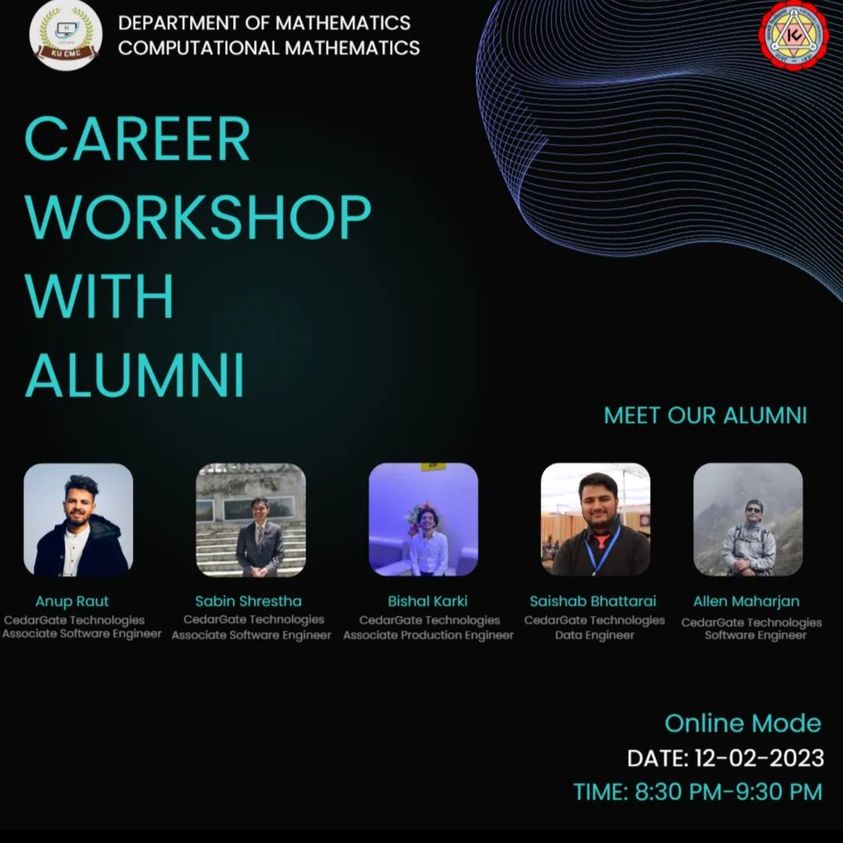 DEPARTMENT OF MATHEMATICS
COMPUTATIONAL MATHEMATICS
KU CMC
CAREER
WORKSHOP
WITH
ALUMNI
MEET OUR ALUMNI
VIP
Anup Raut
CedarGate Technologies
Associate Software Engineer
Sabin Shrestha
CedarGate Technologies
Associate Software Engineer
Bishal Karki
CedarGate Technologies
Associate Production Engineer
Saishab Bhattarai
CedarGate Technologies
Data Engineer
Allen Maharjan
CedarGate Technologies
Software Engineer
Online Mode
DATE: 12-02-2023
TIME: 8:30 PM-9:30 PM